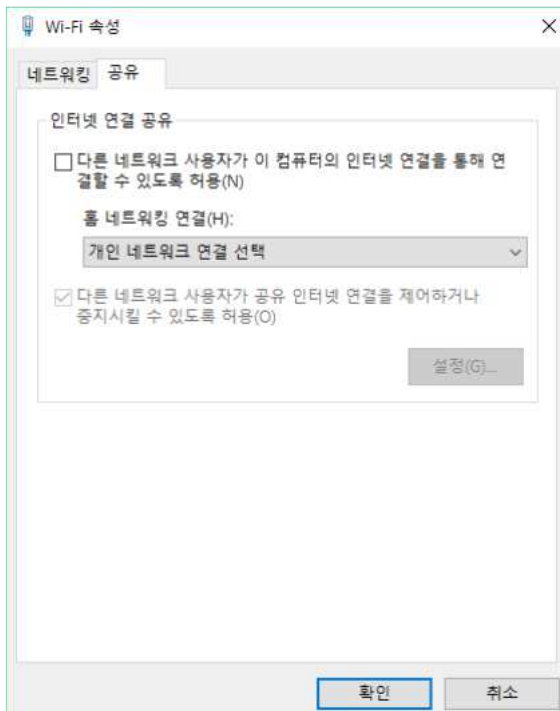 Wi-Fi 속성
네트워킹
공유
인터넷 연결 공유
다른 네트워크 사용자가 이 컴퓨터의 인터넷 연결을 통해 연
결할 수 있도록 허용(N)
홈 네트워킹 연결(H):
개인 네트워크 연결 선택
다른 네트워크 사용자가 공유 인터넷 연결을 제어하거나
중지시킬 수 있도록 허용(O)
설정(G)...
확인
취소